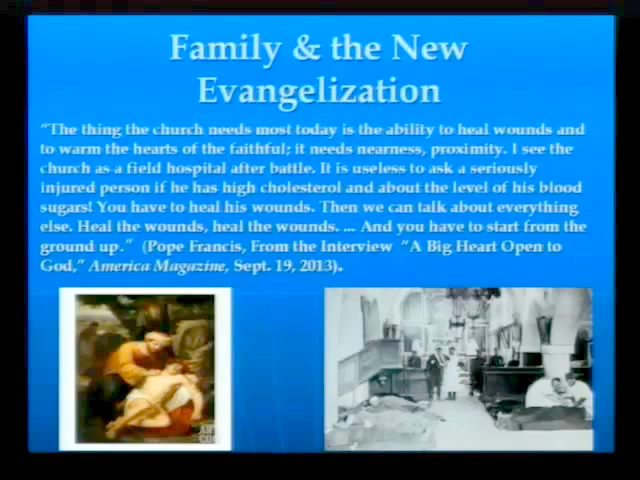 Family & the New
Evangelization
“The thing the church needs most today is the ability to heal wounds and
to warm the hearts of the faithful; it needs nearness, proximity. I see the
church as a field hospital after battle. It is useless to ask a seriously
injured person if he has high cholesterol and about the level of his blood
sugars! You have to heal his wounds. Then we can talk about everything
else. Heal the wounds, heal the wounds. ... And you have to start from the
ground up.” (Pope Francis, From the Interview “A Big Heart Open to
God,” America Magazine, Sept. 19, 2013).